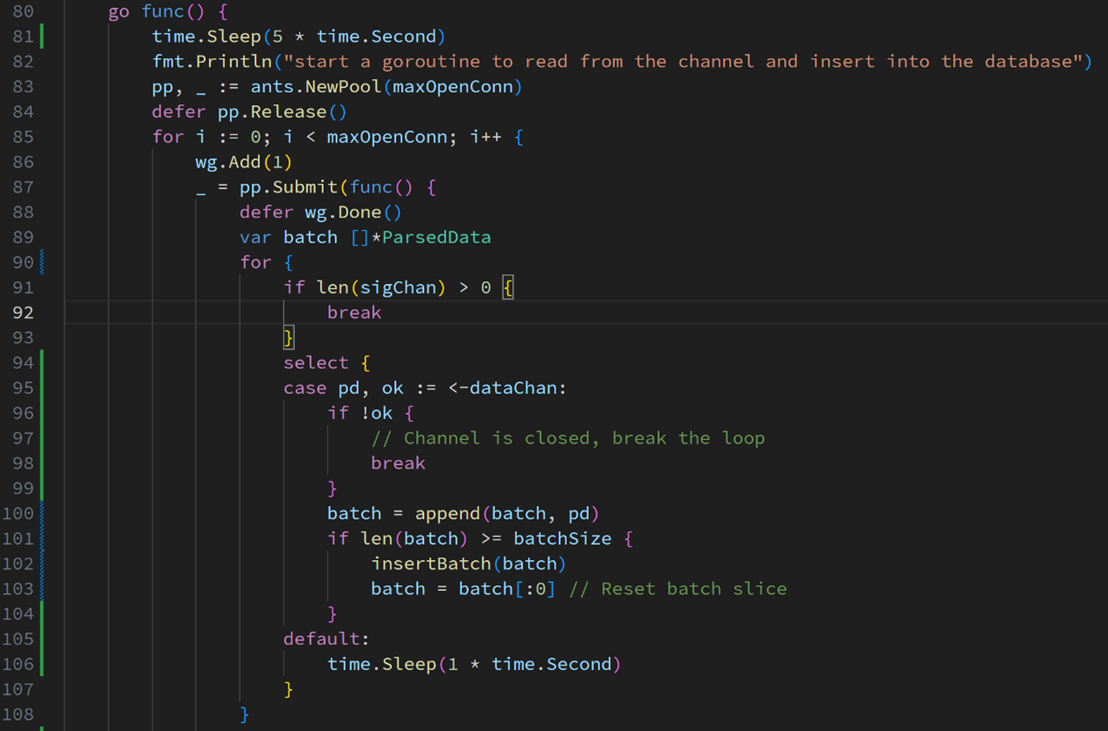 80 go func() {
81 time.Sleep(5 * time.Second)
82 fmt.Println("start a goroutine to read from the channel and insert into the database")
83 pp, _ := ants.NewPool(maxOpenConn)
84 defer pp.Release()
85 for i := 0; i < maxOpenConn; i++ {
86 wg.Add(1)
87 _ = pp.Submit(func() {
88 defer wg.Done()
89 var batch []*ParsedData
90 for {
91 if len(sigChan) > 0 {
92 break
93 }
94 select {
95 case pd, ok := <-dataChan:
96 if !ok {
97 // Channel is closed, break the loop
98 break
99 }
100 batch = append(batch, pd)
101 if len(batch) >= batchSize {
102 insertBatch(batch)
103 batch = batch[:0] // Reset batch slice
104 }
105 default:
106 time.Sleep(1 * time.Second)
107 }
108 }